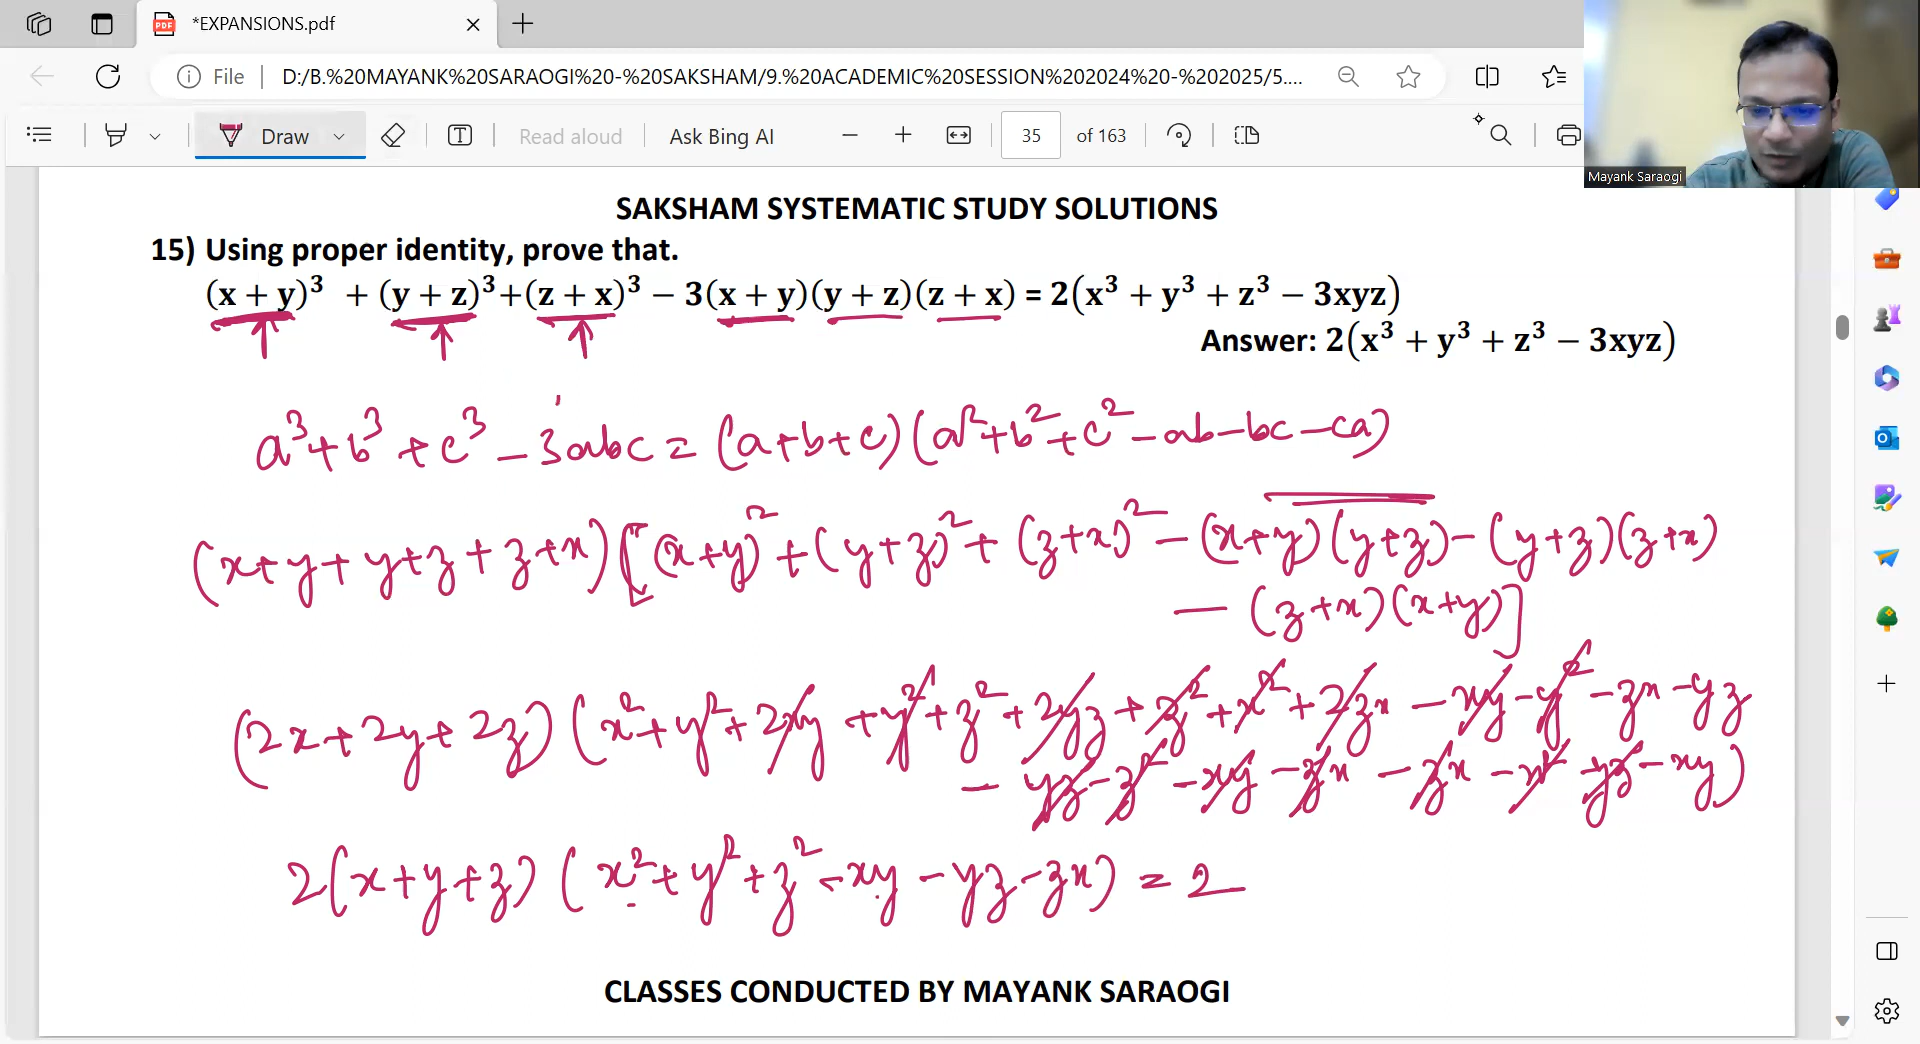 *EXPANSIONS.pdf
File | D:/B.%20MAYANK%20SARAOGI%20-%20SAKSHAM/9.%20ACADEMIC%20SESSION%202024%20-%202025/5....
Draw
Read aloud
Ask Bing AI
35 of 163
Mayank Saraogi
SAKSHAM SYSTEMATIC STUDY SOLUTIONS
15) Using proper identity, prove that.
(x + y)³ + (y + z)³+(z + x)³ − 3(x + y)(y + z)(z + x) = 2(x³ + y³ + z³ − 3xyz)
Answer: 2(x³ + y³ + z³ − 3xyz)
a³+b³+c³-3abc = (a+b+c)(a²+b²+c²-ab-bc-ca)
(x+y+y+z+z+x)[(x+y)²+(y+z)²+(z+x)²-(x+y)(y+z)-(y+z)(z+x)
-(z+x)(x+y)]
(2x+2y+2z)(x²+y²+2xy+y²+z²+2yz+z²+x²+2zx-xy-y²-zx-yz
-yz-z²-xy-zx-zx-x²-yz-xy)
2(x+y+z)(x²+y²+z²-xy-yz-zx) = 2
CLASSES CONDUCTED BY MAYANK SARAOGI